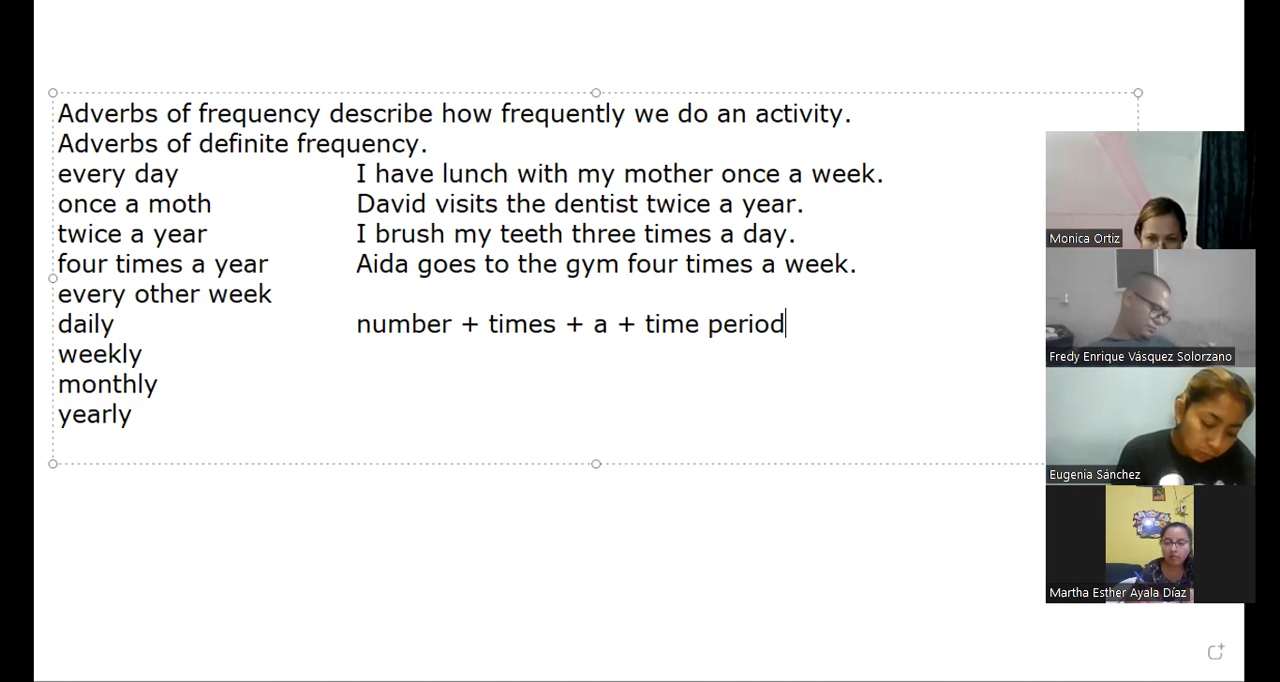 Adverbs of frequency describe how frequently we do an activity.
Adverbs of definite frequency.
every day I have lunch with my mother once a week.
once a moth David visits the dentist twice a year.
twice a year I brush my teeth three times a day.
four times a year Aida goes to the gym four times a week.
every other week
daily number + times + a + time period
weekly
monthly
yearly
Monica Ortiz
Fredy Enrique Vásquez Solorzano
Eugenia Sánchez
Martha Esther Ayala Díaz